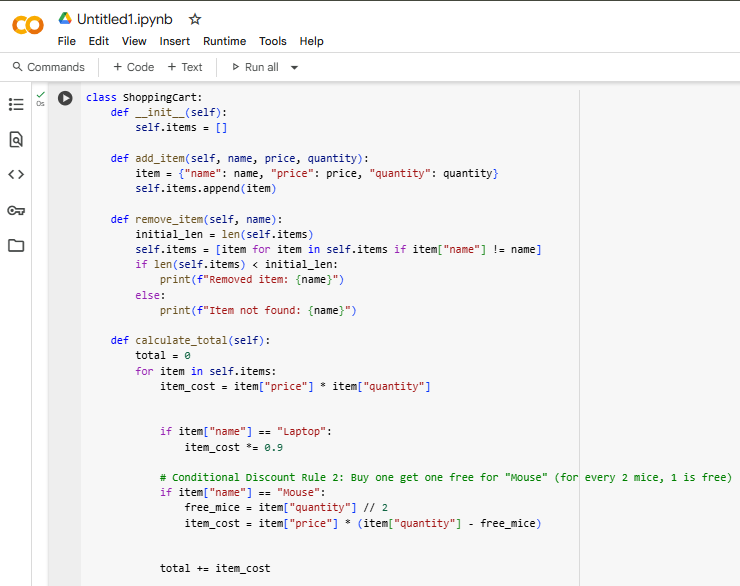 Untitled1.ipynb
File Edit View Insert Runtime Tools Help
Commands + Code + Text Run all
0s
class ShoppingCart:
    def __init__(self):
        self.items = []

    def add_item(self, name, price, quantity):
        item = {"name": name, "price": price, "quantity": quantity}
        self.items.append(item)

    def remove_item(self, name):
        initial_len = len(self.items)
        self.items = [item for item in self.items if item["name"] != name]
        if len(self.items) < initial_len:
            print(f"Removed item: {name}")
        else:
            print(f"Item not found: {name}")

    def calculate_total(self):
        total = 0
        for item in self.items:
            item_cost = item["price"] * item["quantity"]


            if item["name"] == "Laptop":
                item_cost *= 0.9

            # Conditional Discount Rule 2: Buy one get one free for "Mouse" (for every 2 mice, 1 is free)
            if item["name"] == "Mouse":
                free_mice = item["quantity"] // 2
                item_cost = item["price"] * (item["quantity"] - free_mice)


            total += item_cost